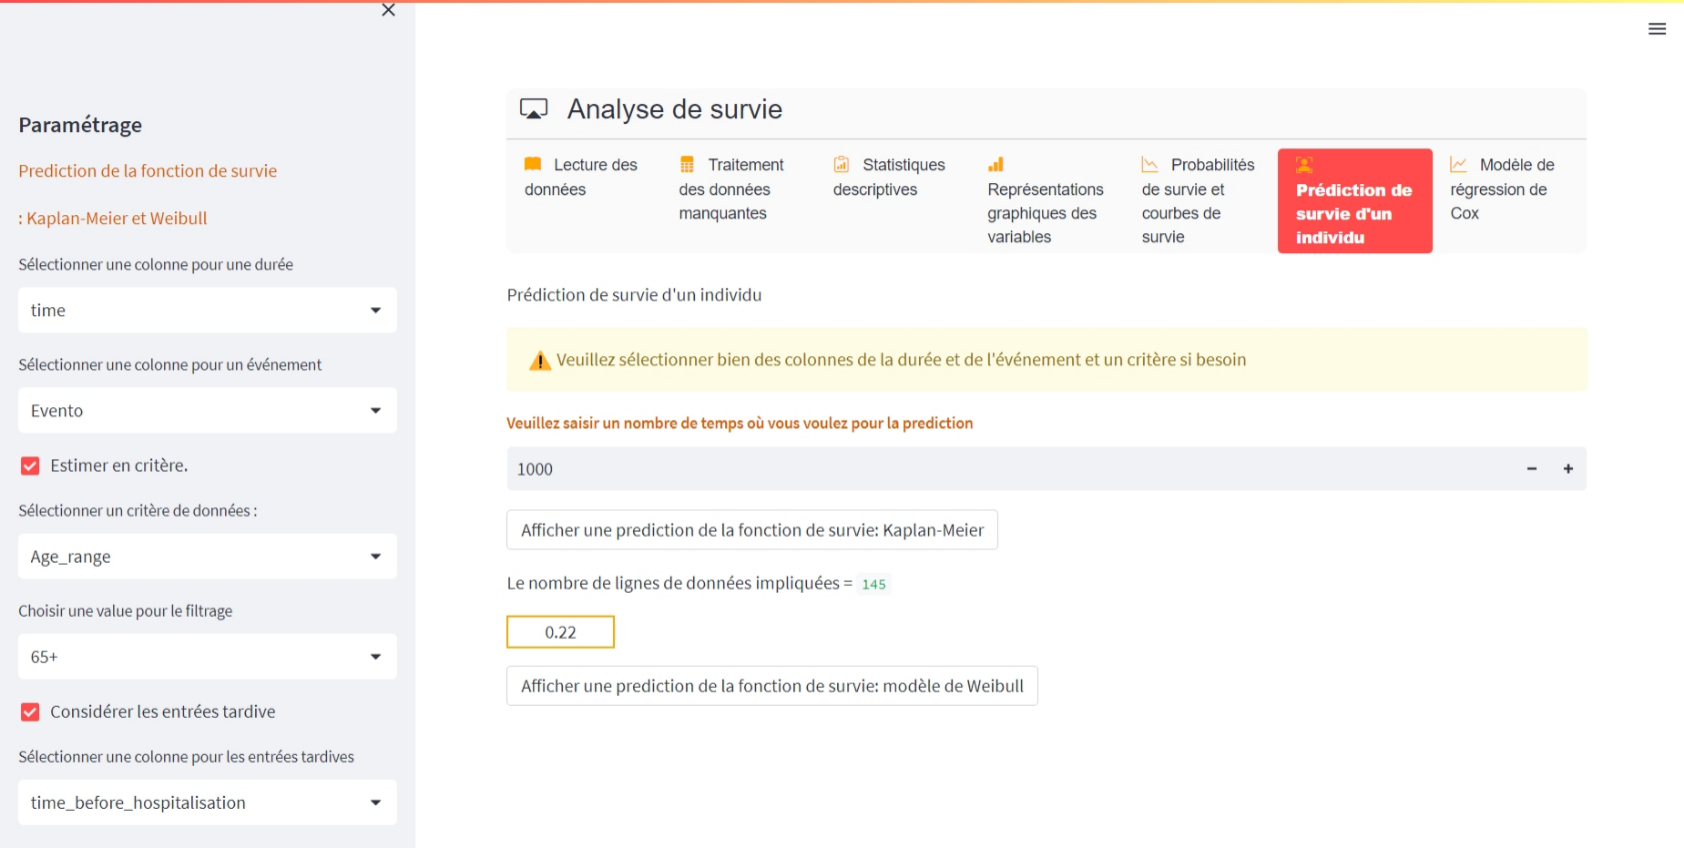 Paramétrage
Prediction de la fonction de survie
: Kaplan-Meier et Weibull
Sélectionner une colonne pour une durée
time
Sélectionner une colonne pour un événement
Evento
Estimer en critère.
Sélectionner un critère de données :
Age_range
Choisir une value pour le filtrage
65+
Considérer les entrées tardive
Sélectionner une colonne pour les entrées tardives
time_before_hospitalisation
Analyse de survie
Lecture des
données
Traitement
des données
manquantes
Statistiques
descriptives
Représentations
graphiques des
variables
Probabilités
de survie et
courbes de
survie
Prédiction de
survie d'un
individu
Modèle de
régression de
Cox
Prédiction de survie d'un individu
Veuillez sélectionner bien des colonnes de la durée et de l'événement et un critère si besoin
Veuillez saisir un nombre de temps où vous voulez pour la prediction
1000
Afficher une prediction de la fonction de survie: Kaplan-Meier
Le nombre de lignes de données impliquées = 145
0.22
Afficher une prediction de la fonction de survie: modèle de Weibull